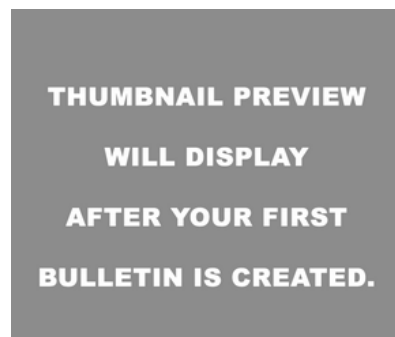 THUMBNAIL PREVIEW
WILL DISPLAY
AFTER YOUR FIRST
BULLETIN IS CREATED.